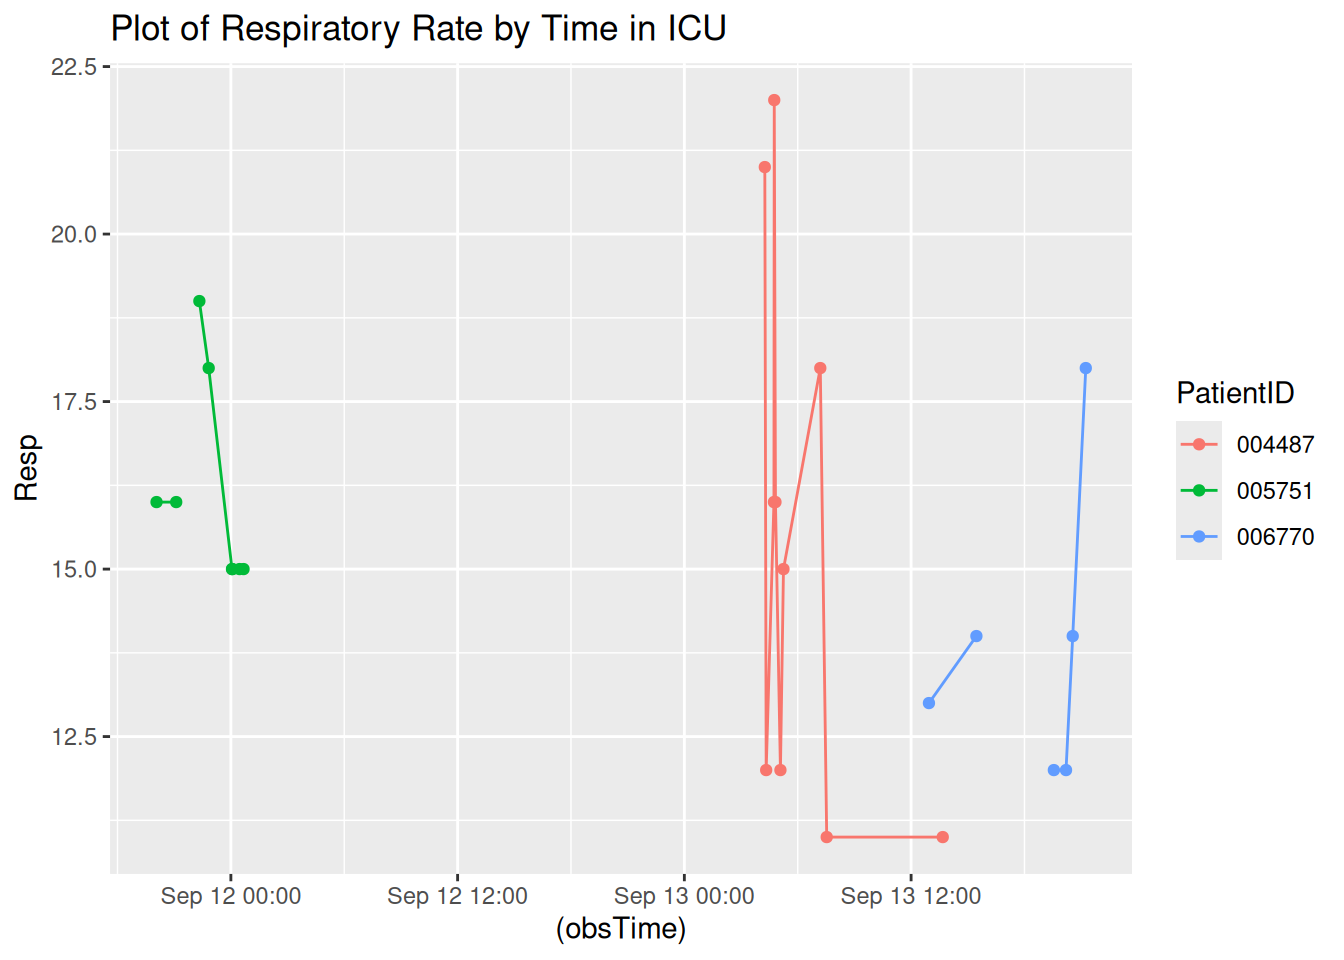 Plot of Respiratory Rate by Time in ICU
22.5
20.0
17.5
15.0
12.5
Resp
Sep 12 00:00
Sep 12 12:00
Sep 13 00:00
Sep 13 12:00
(obsTime)
PatientID
004487
005751
006770